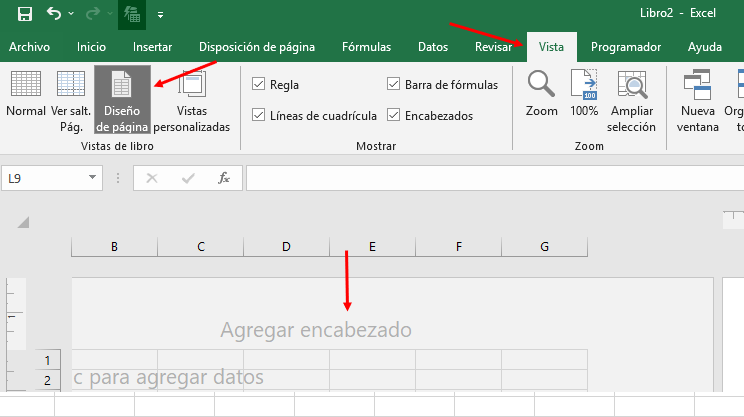 Libro2 - Excel
Archivo Inicio Insertar Disposición de página Fórmulas Datos Revisar Vista Programador Ayuda
Normal
Ver salt. Pág.
Diseño de página
Vistas personalizadas
Vistas de libro
Regla
Barra de fórmulas
Líneas de cuadrícula
Encabezados
Mostrar
Zoom
100
100%
Ampliar selección
Zoom
Nueva ventana
Org
to
L9
fx
B C D E F G
1
Agregar encabezado
1
2
c para agregar datos